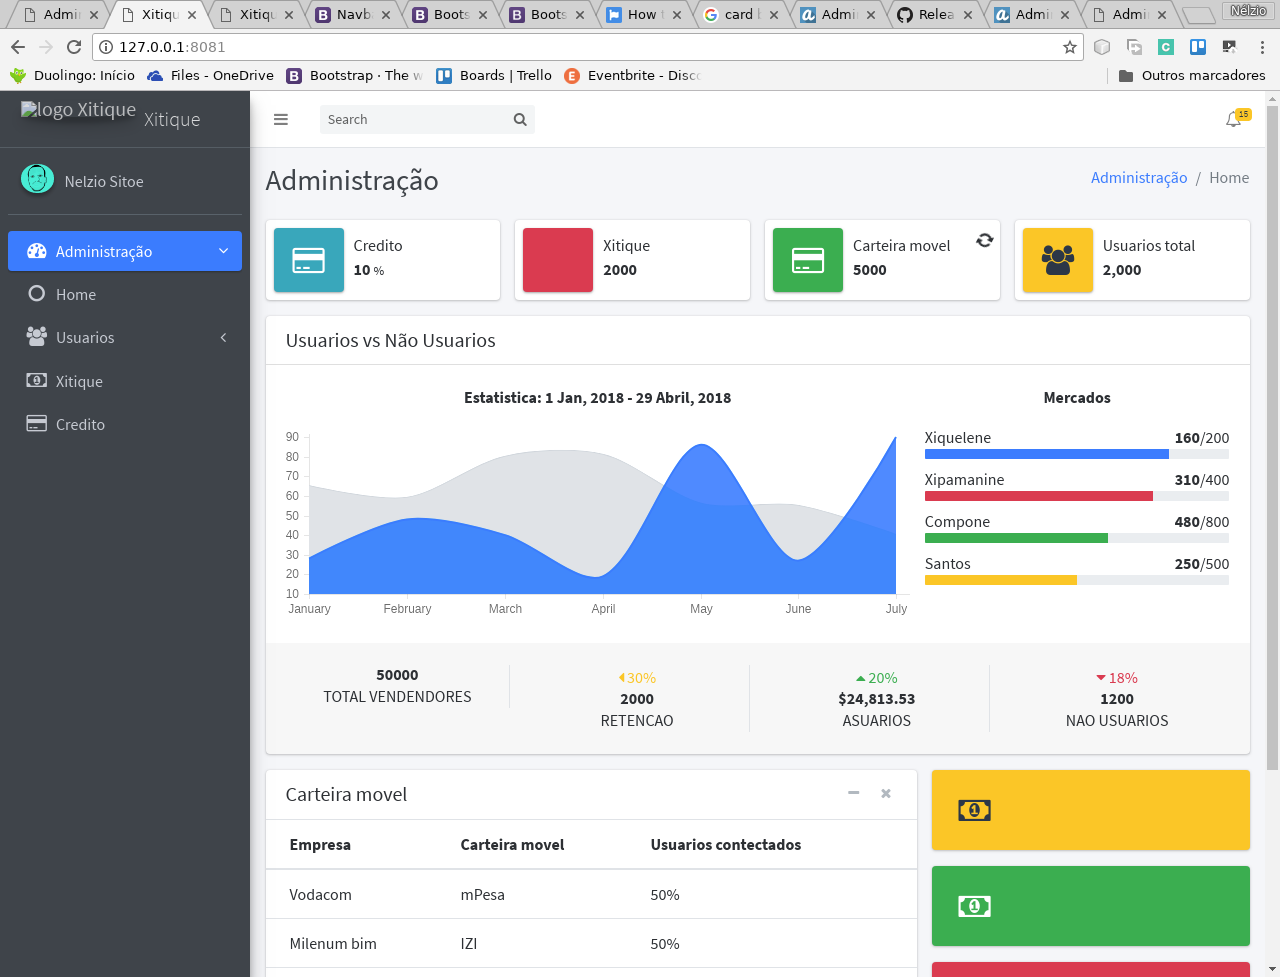 Nélzio
Admin Xitiqu Xitiqu Navb Boots Boots How card Admin Relea Admin Admin
127.0.0.1:8081
Duolingo: Início Files - OneDrive Bootstrap · The Boards | Trello Eventbrite - Disc Outros marcadores
logo Xitique Xitique
Search
15
Nelzio Sitoe
Administração
Home
Usuarios
Xitique
Credito
Administração
Administração / Home
Credito
10 %
Xitique
2000
Carteira movel
5000
Usuarios total
2,000
Usuarios vs Não Usuarios
Estatistica: 1 Jan, 2018 - 29 Abril, 2018
90
80
70
60
50
40
30
20
10
January February March April May June July
Mercados
Xiquelene 160/200
Xipamanine 310/400
Compone 480/800
Santos 250/500
50000
TOTAL VENDENDORES
30%
2000
RETENCAO
20%
$24,813.53
ASUARIOS
18%
1200
NAO USUARIOS
Carteira movel
Empresa Carteira movel Usuarios contectados
Vodacom mPesa 50%
Milenum bim IZI 50%